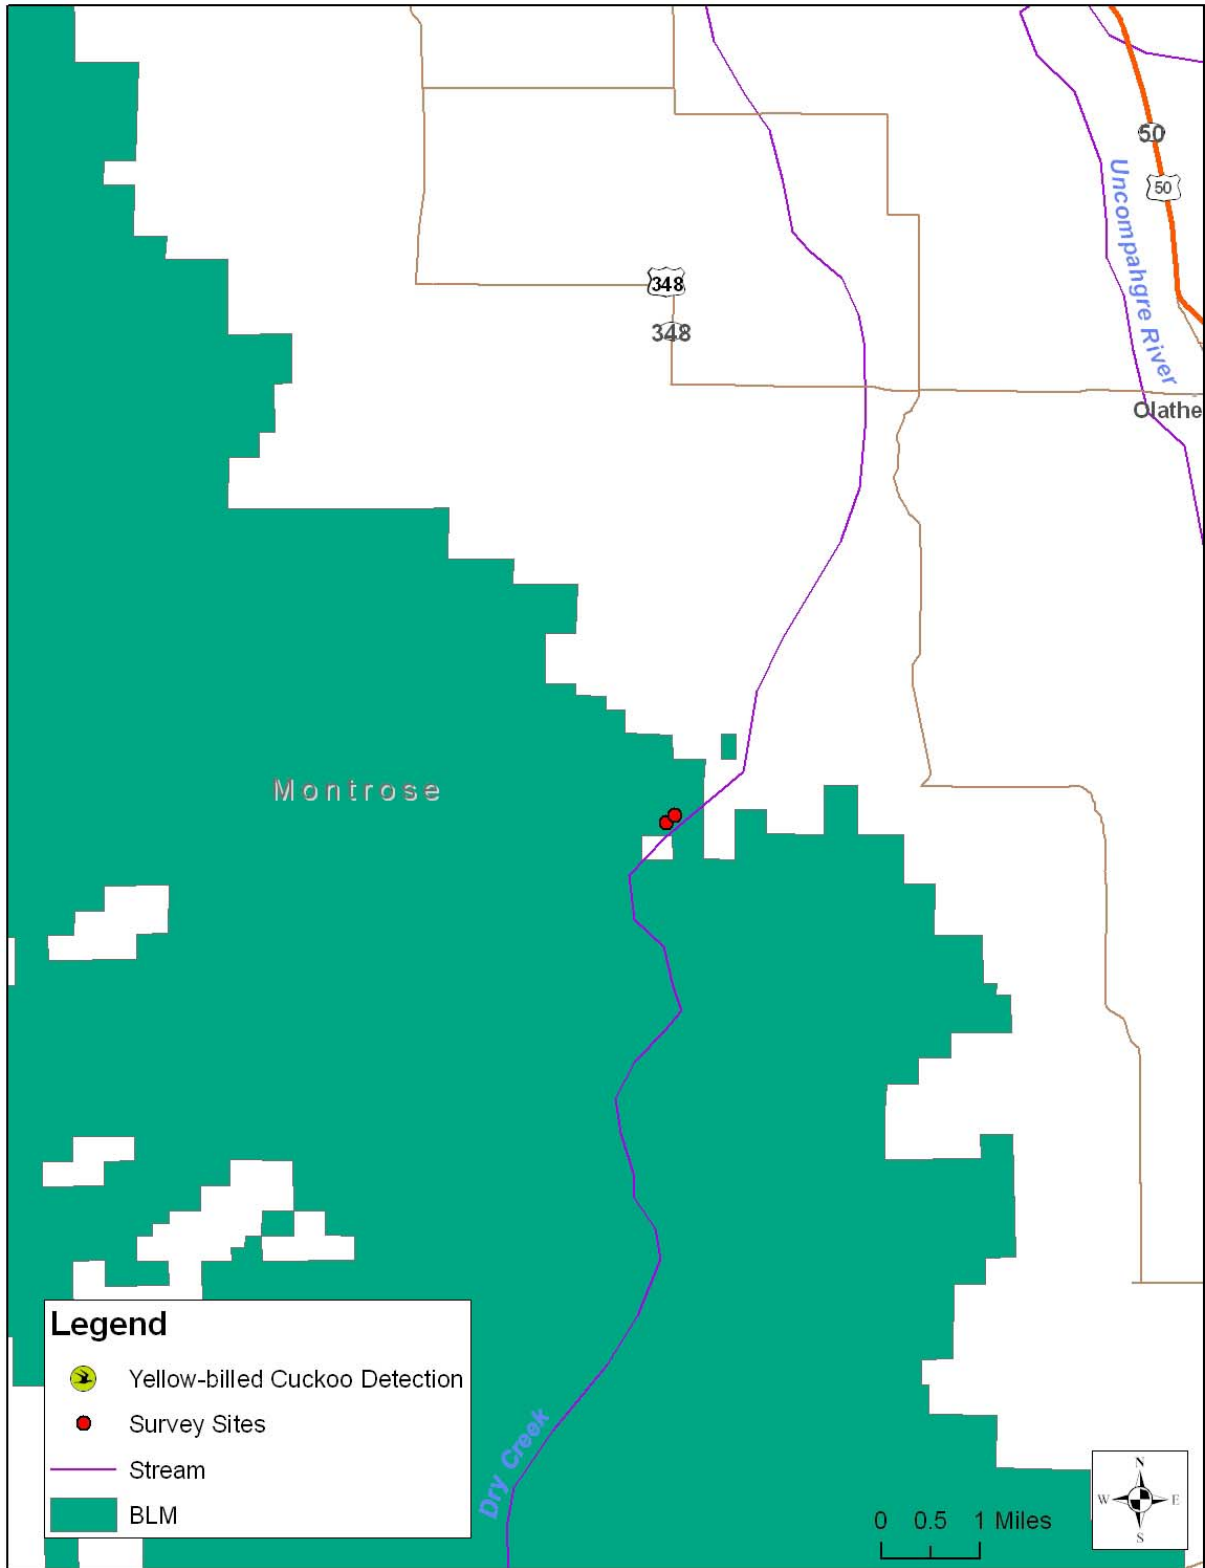 50
50
Uncompahgre River
348
348
Olathe
Montrose
Legend
Yellow-billed Cuckoo Detection
Survey Sites
Stream
BLM
Dry Creek
0 0.5 1 Miles
N
W E
S